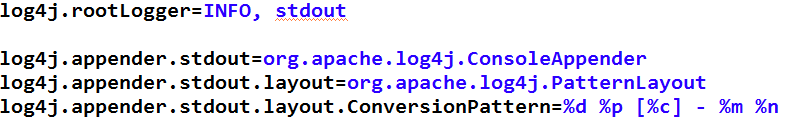 log4j.rootLogger=INFO, stdout
log4j.appender.stdout=org.apache.log4j.ConsoleAppender
log4j.appender.stdout.layout=org.apache.log4j.PatternLayout
log4j.appender.stdout.layout.ConversionPattern=%d %p [%c] - %m %n